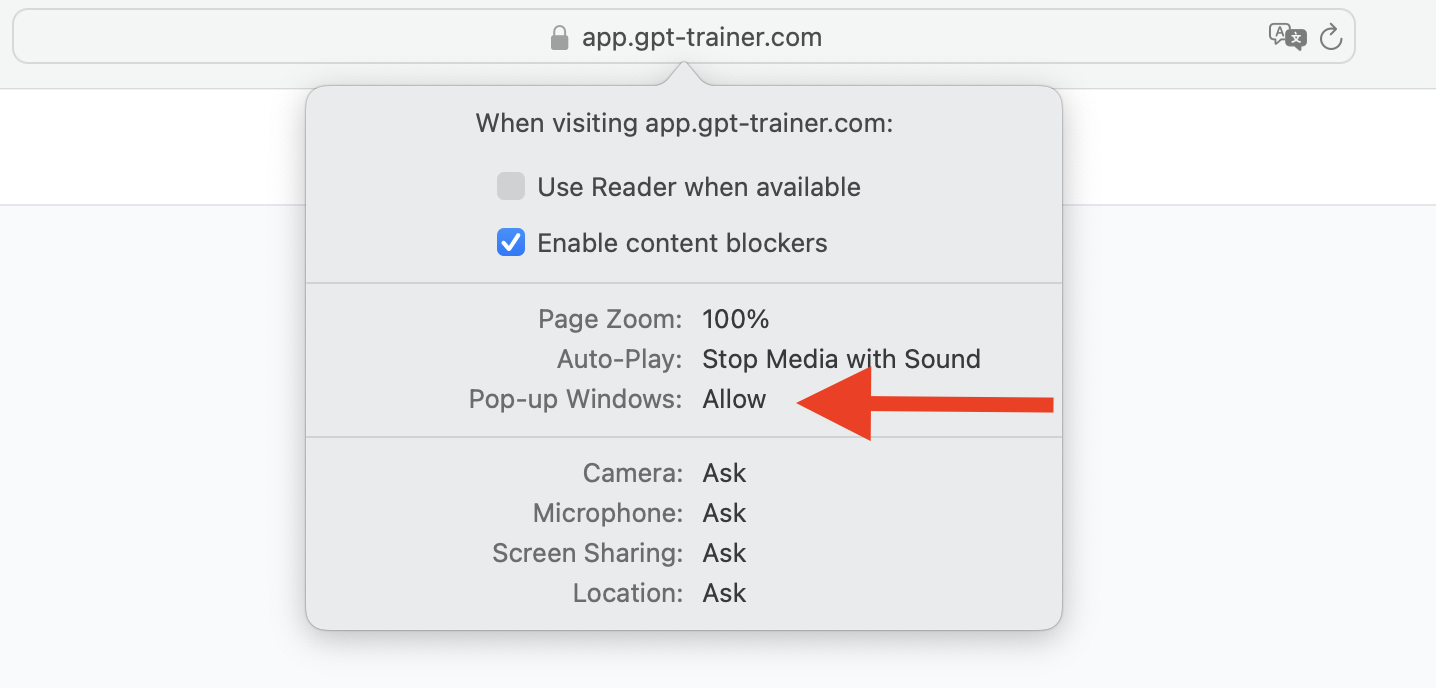 app.gpt-trainer.com
When visiting app.gpt-trainer.com:
Use Reader when available
Enable content blockers
Page Zoom: 100%
Auto-Play: Stop Media with Sound
Pop-up Windows: Allow
Camera: Ask
Microphone: Ask
Screen Sharing: Ask
Location: Ask